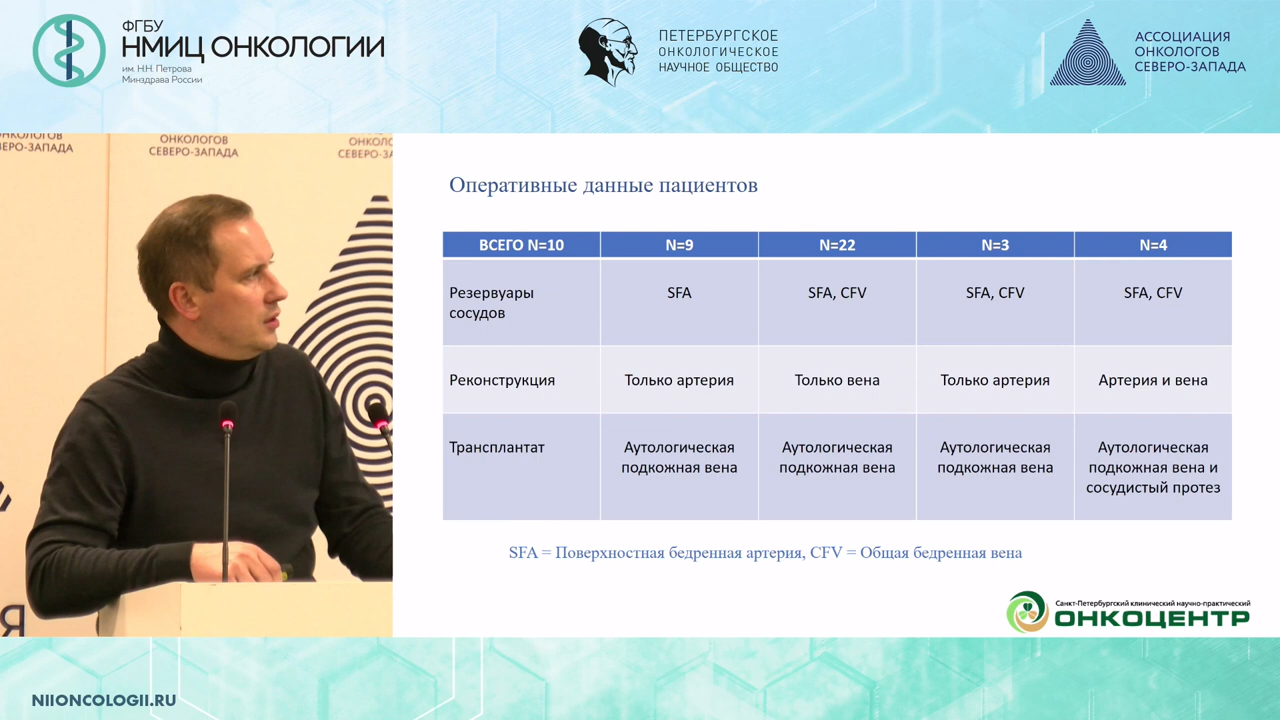 ФГБУ
НМИЦ ОНКОЛОГИИ
им. Н.Н. Петрова
Минздрава России
ПЕТЕРБУРГСКОЕ
ОНКОЛОГИЧЕСКОЕ
НАУЧНОЕ ОБЩЕСТВО
АССОЦИАЦИЯ
ОНКОЛОГОВ
СЕВЕРО-ЗАПАДА
ОНКОЛОГОВ
СЕВЕРО-ЗАПАДА
Оперативные данные пациентов
ВСЕГО N=10 N=9 N=22 N=3 N=4
Резервуары
сосудов
SFA SFA, CFV SFA, CFV SFA, CFV
Реконструкция Только артерия Только вена Только артерия Артерия и вена
Трансплантат
Аутологическая
подкожная вена
Аутологическая
подкожная вена
Аутологическая
подкожная вена
Аутологическая
подкожная вена и
сосудистый протез
SFA = Поверхностная бедренная артерия, CFV = Общая бедренная вена
Санкт-Петербургский клинический научно-практический
ОНКОЦЕНТР
NIIONCOLOGII.RU